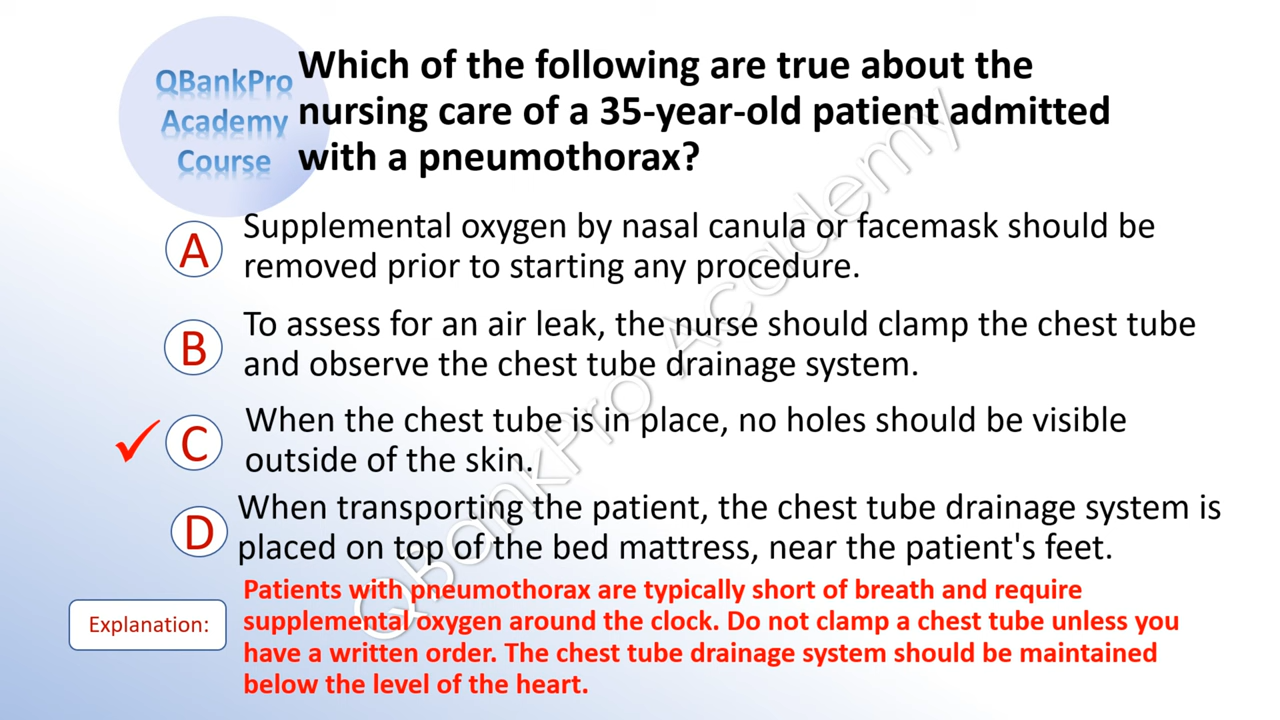 QBankPro
Academy
Course
Which of the following are true about the
nursing care of a 35-year-old patient admitted
with a pneumothorax?
A
Supplemental oxygen by nasal canula or facemask should be
removed prior to starting any procedure.
B
To assess for an air leak, the nurse should clamp the chest tube
and observe the chest tube drainage system.
C
When the chest tube is in place, no holes should be visible
outside of the skin.
D
When transporting the patient, the chest tube drainage system is
placed on top of the bed mattress, near the patient's feet.
Explanation:
Patients with pneumothorax are typically short of breath and require
supplemental oxygen around the clock. Do not clamp a chest tube unless you
have a written order. The chest tube drainage system should be maintained
below the level of the heart.
QBankPro Academy